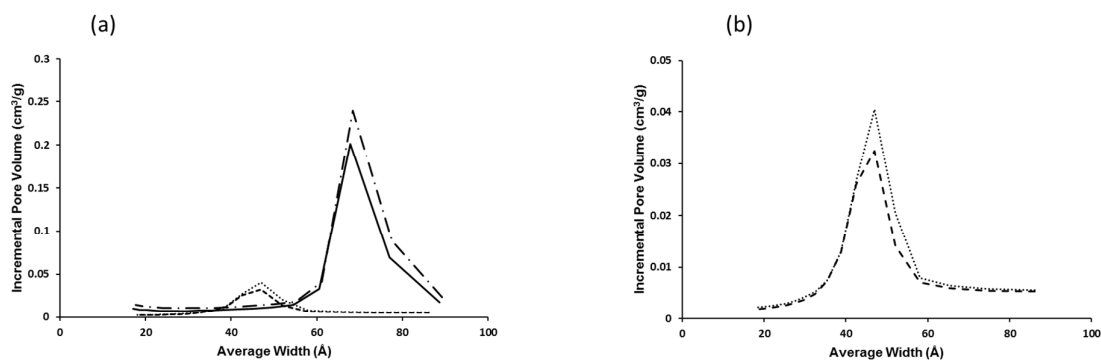 (a)
0.3
0.25
0.2
0.15
0.1
0.05
0
0 20 40 60 80 100
Incremental Pore Volume (cm³/g)
Average Width (Å)
(b)
0.05
0.04
0.03
0.02
0.01
0
0 20 40 60 80 100
Incremental Pore Volume (cm³/g)
Average Width (Å)